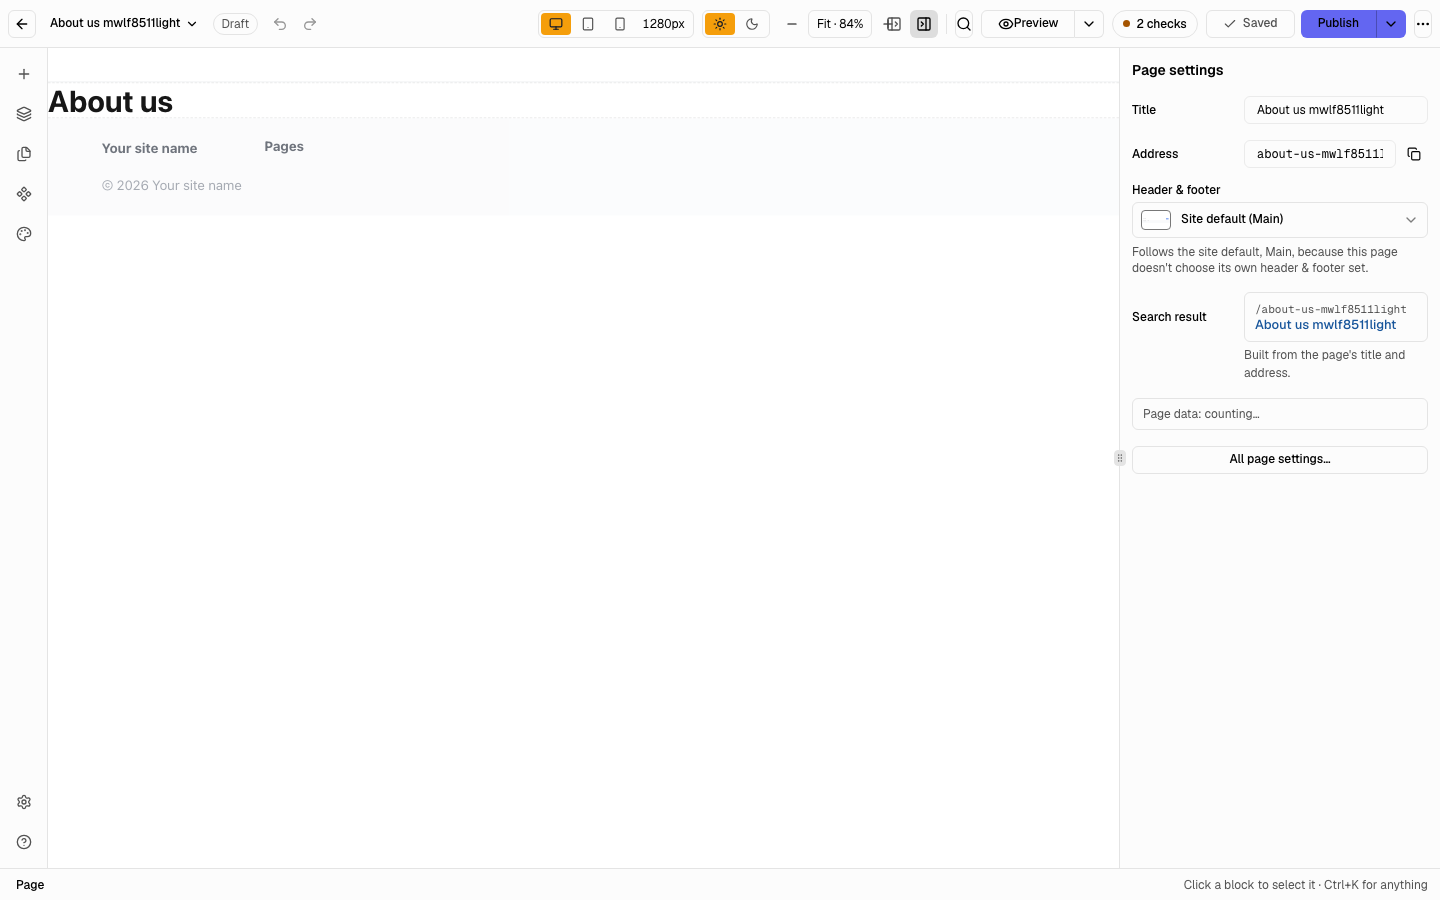 About us mwlf8511light
Draft
1280px
Fit · 84%
Preview
2 checks
Saved
Publish
About us
Your site name
Pages
© 2026 Your site name
Page settings
Title
About us mwlf8511light
Address
about-us-mwlf8511l
Header & footer
Site default (Main)
Follows the site default, Main, because this page
doesn't choose its own header & footer set.
Search result
/about-us-mwlf8511light
About us mwlf8511light
Built from the page's title and
address.
Page data: counting…
All page settings…
Page
Click a block to select it · Ctrl+K for anything